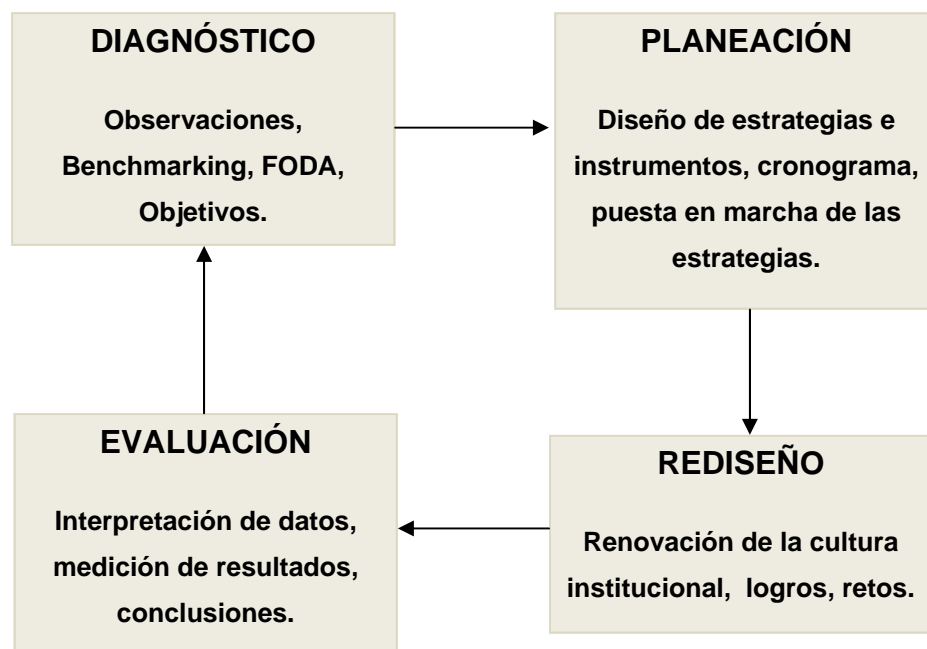 DIAGNÓSTICO
Observaciones,
Benchmarking, FODA,
Objetivos.
PLANEACIÓN
Diseño de estrategias e
instrumentos, cronograma,
puesta en marcha de las
estrategias.
EVALUACIÓN
Interpretación de datos,
medición de resultados,
conclusiones.
REDISEÑO
Renovación de la cultura
institucional,  logros, retos.